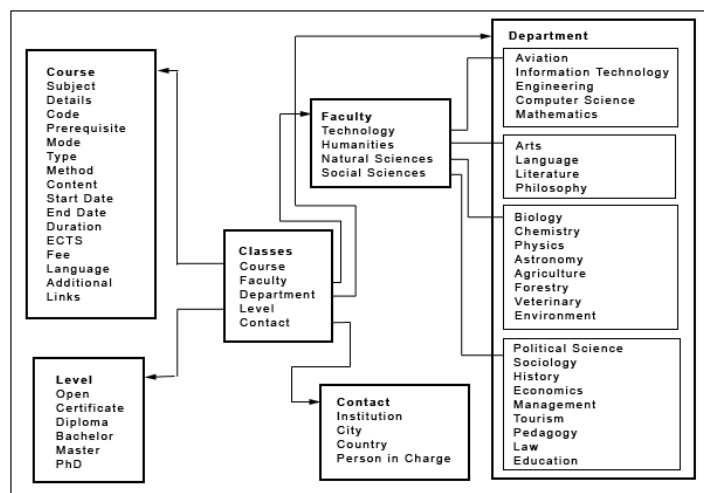 Course
Subject
Details
Code
Prerequisite
Mode
Type
Method
Content
Start Date
End Date
Duration
ECTS
Fee
Language
Additional
Links
Level
Open
Certificate
Diploma
Bachelor
Master
PhD
Classes
Course
Faculty
Department
Level
Contact
Faculty
Technology
Humanities
Natural Sciences
Social Sciences
Contact
Institution
City
Country
Person in Charge
Department
Aviation
Information Technology
Engineering
Computer Science
Mathematics
Arts
Language
Literature
Philosophy
Biology
Chemistry
Physics
Astronomy
Agriculture
Forestry
Veterinary
Environment
Political Science
Sociology
History
Economics
Management
Tourism
Pedagogy
Law
Education